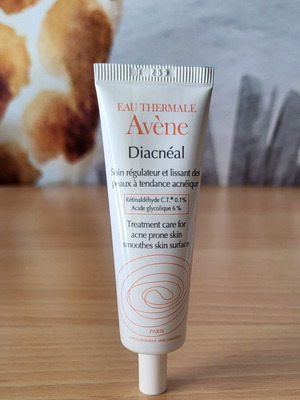 EAU THERMALE
Avène
Diacnéal
Soin régulateur et lissant des
peaux à tendance acnéique
Rétinaldéhyde C.T.® 0.1%
Acide glycolique 6%
Treatment care for
acne prone skin
smoothes skin surface
PARIS